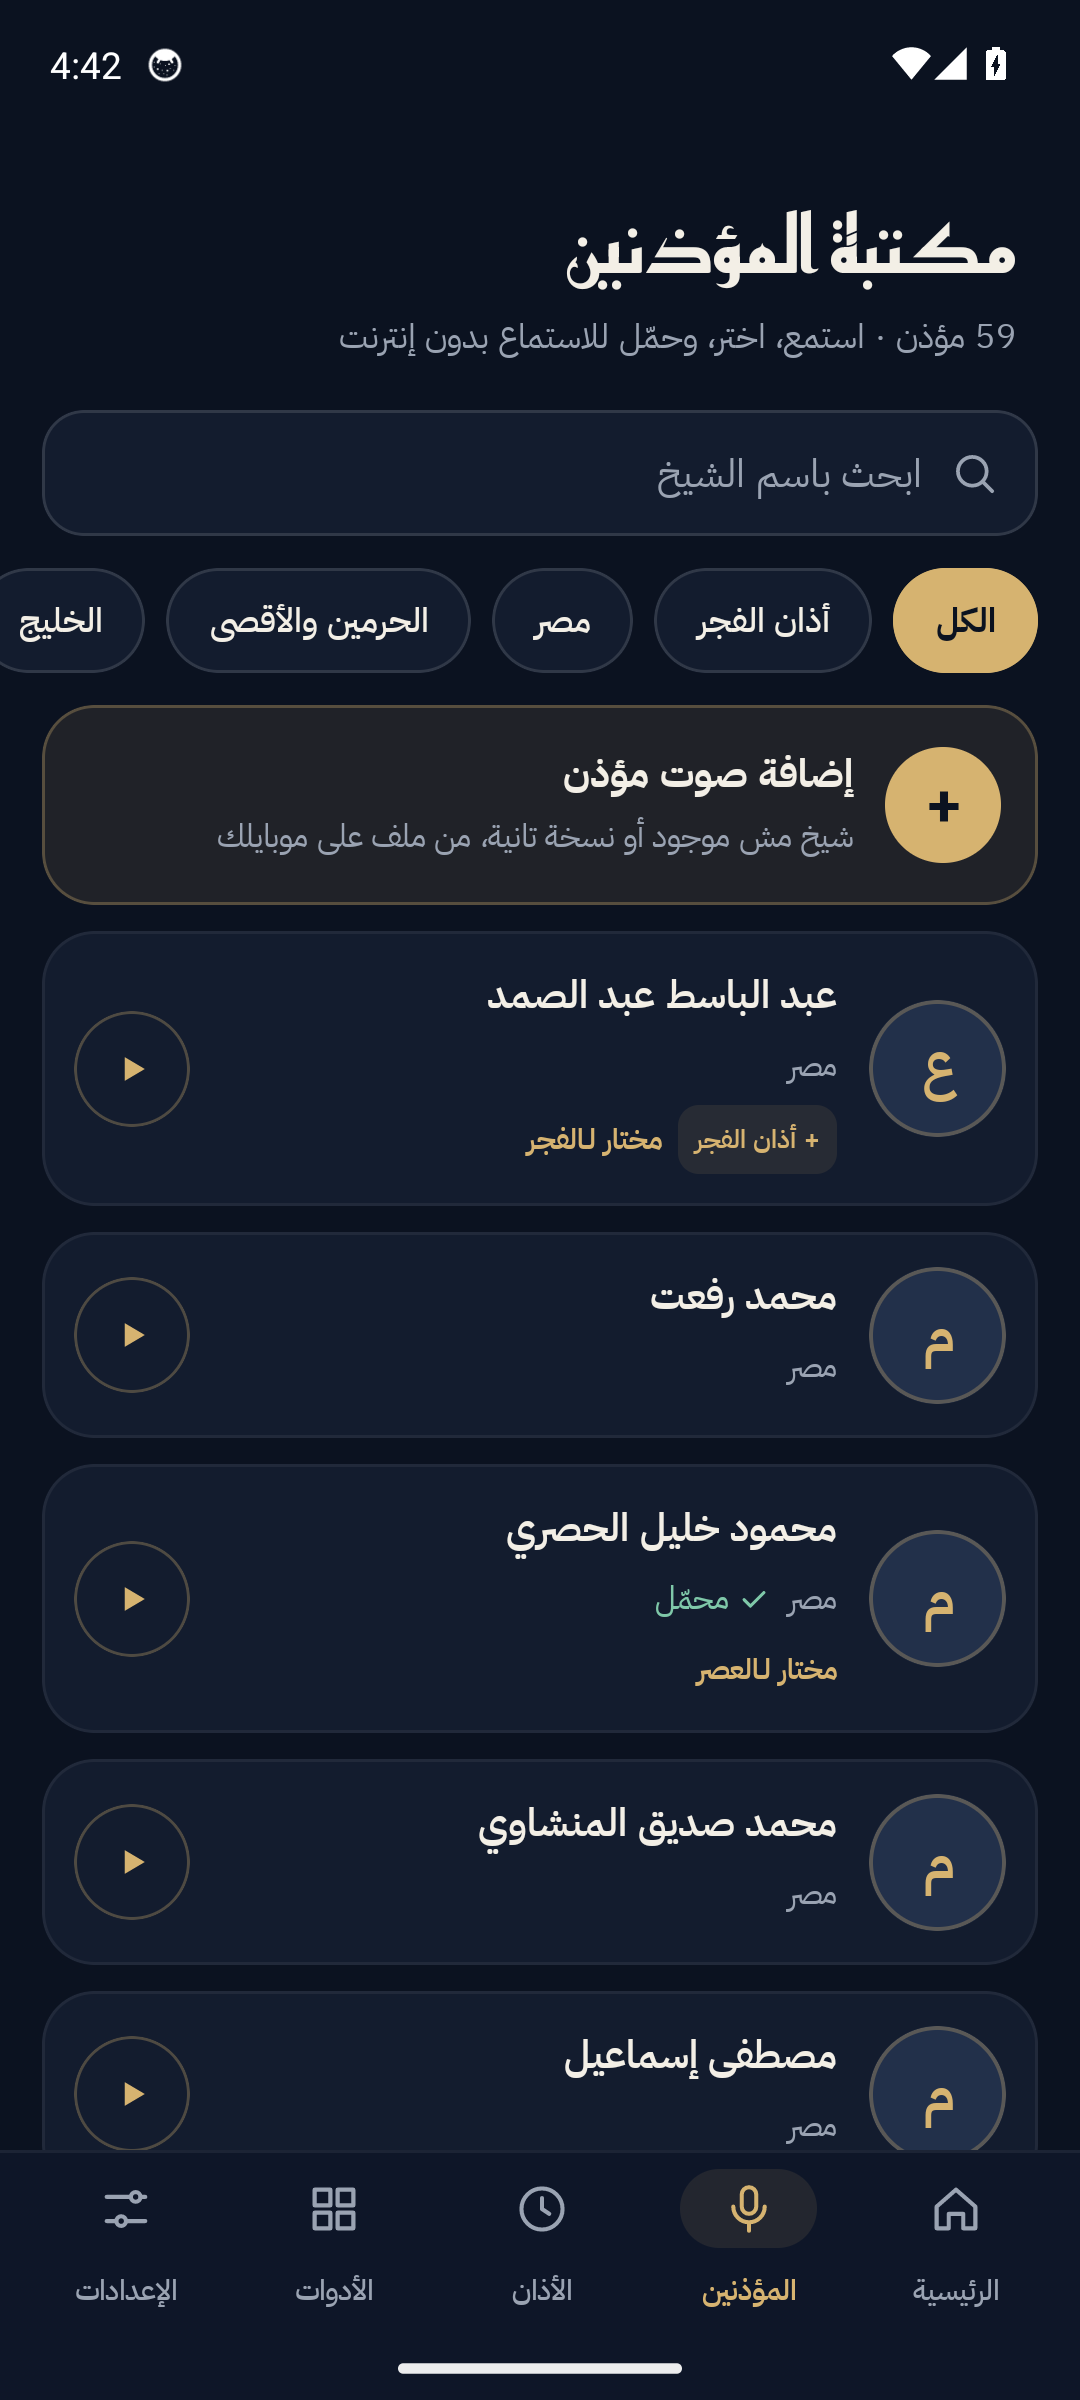 4:42
مكتبة المؤذنين
59 مؤذن · استمع، اختر، وحمّل للاستماع بدون إنترنت
ابحث باسم الشيخ
الكل أذان الفجر مصر الحرمين والأقصى الخليج
+
إضافة صوت مؤذن
شيخ مش موجود أو نسخة تانية، من ملف على موبايلك
ع
عبد الباسط عبد الصمد
مصر
+ أذان الفجر مختار لـالفجر
م
محمد رفعت
مصر
م
محمود خليل الحصري
مصر ✓ محمّل
مختار لـالعصر
م
محمد صديق المنشاوي
مصر
م
مصطفى إسماعيل
مصر
الرئيسية المؤذنين الأذان الأدوات الإعدادات